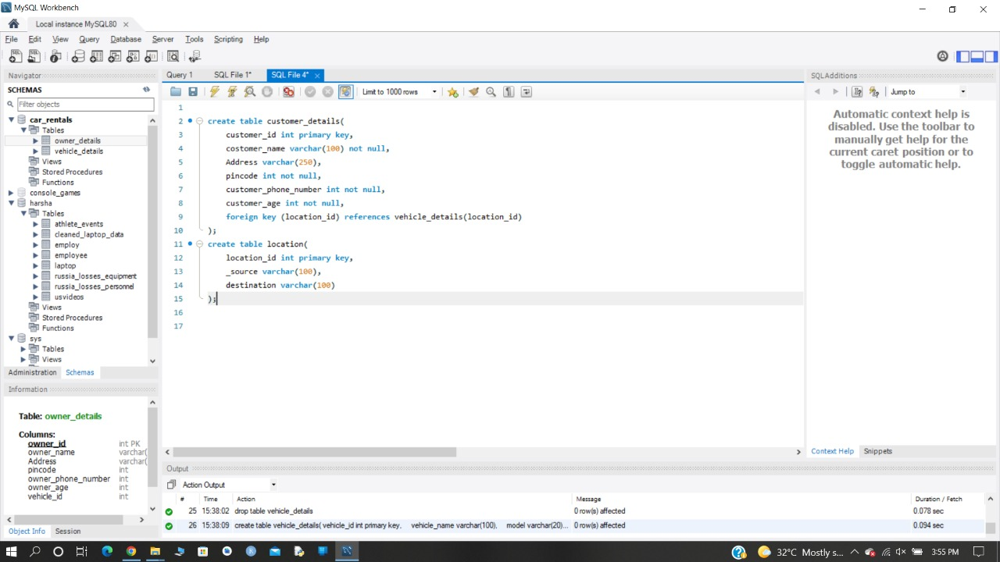 MySQL Workbench
Local instance MySQL80
File Edit View Query Database Server Tools Scripting Help
Navigator
SCHEMAS
Filter objects
car_rentals
Tables
owner_details
vehicle_details
Views
Stored Procedures
Functions
console_games
harsha
Tables
athlete_events
cleaned_laptop_data
employ
employee
laptop
russia_losses_equipment
russia_losses_personnel
usvideos
Views
Stored Procedures
Functions
sys
Tables
Views
Administration Schemas
Information
Table: owner_details
Columns:
owner_id int PK
owner_name varchar(
Address varchar(
pincode int
owner_phone_number int
owner_age int
vehicle_id int
Object Info Session
Query 1 SQL File 1* SQL File 4*
Limit to 1000 rows
1
2 create table customer_details(
3 customer_id int primary key,
4 costomer_name varchar(100) not null,
5 Address varchar(250),
6 pincode int not null,
7 customer_phone_number int not null,
8 customer_age int not null,
9 foreign key (location_id) references vehicle_details(location_id)
10 );
11 create table location(
12 location_id int primary key,
13 _source varchar(100),
14 destination varchar(100)
15 );
16
17
SQLAdditions
Jump to
Automatic context help is
disabled. Use the toolbar to
manually get help for the
current caret position or to
toggle automatic help.
Context Help Snippets
Output
Action Output
# Time Action Message Duration / Fetch
25 15:38:02 drop table vehicle_details 0 row(s) affected 0.078 sec
26 15:38:09 create table vehicle_details( vehicle_id int primary key, vehicle_name varchar(100), model varchar(20)... 0 row(s) affected 0.094 sec
32°C Mostly s... 3:55 PM